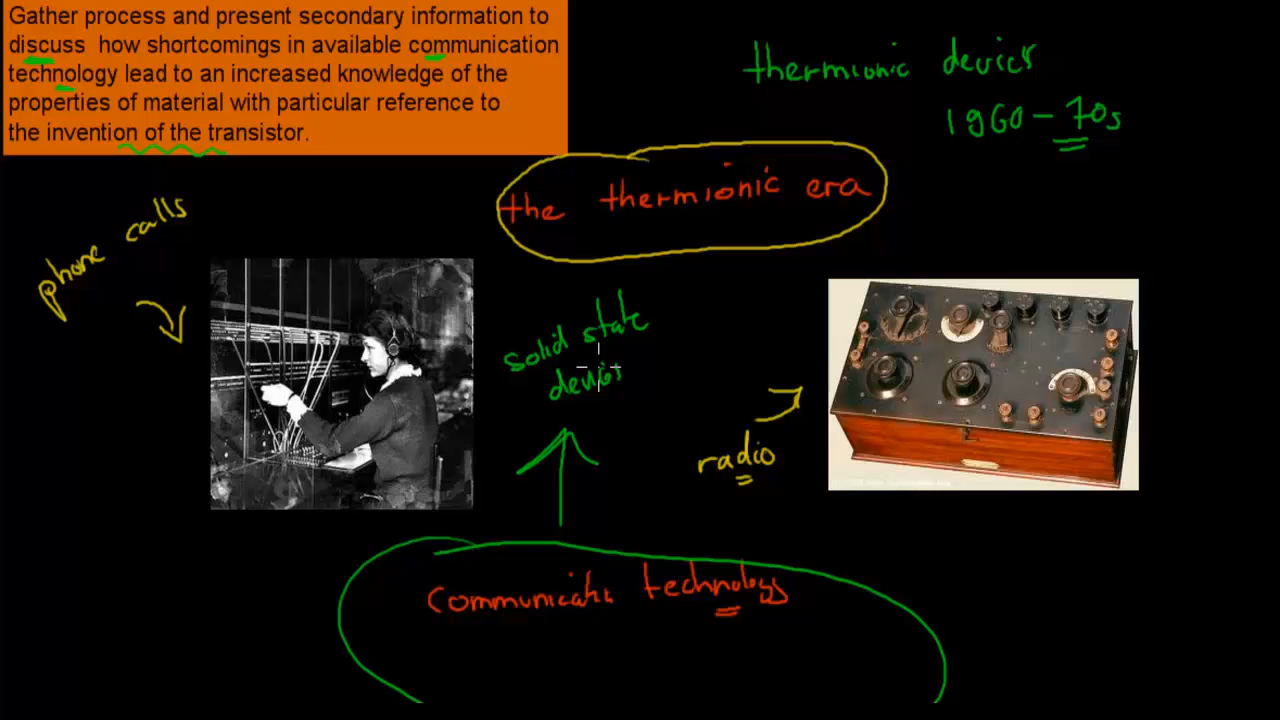 Gather process and present secondary information to
discuss how shortcomings in available communication
technology lead to an increased knowledge of the
properties of material with particular reference to
the invention of the transistor.
thermionic devices
1960 - 70s
the thermionic era
phone calls
solid state
radio
technology